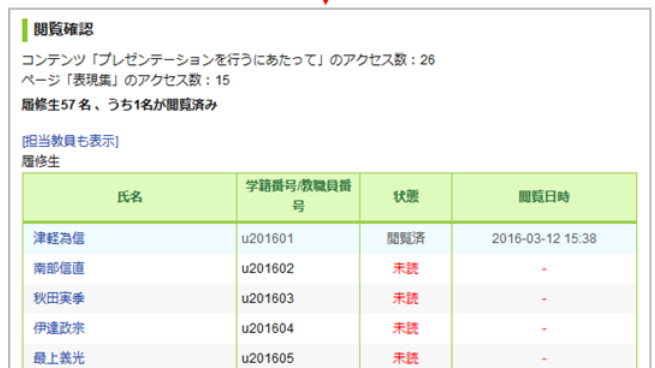 閲覧確認
コンテンツ「プレゼンテーションを行うにあたって」のアクセス数：26
ページ「表現集」のアクセス数：15
履修生57 名 、うち1名が閲覧済み
[担当教員も表示]
履修生
氏名 学籍番号/教職員番号 状態 閲覧日時
津軽為信 u201601 閲覧済 2016-03-12 15:38
南部信直 u201602 未読 -
秋田実季 u201603 未読 -
伊達政宗 u201604 未読 -
最上義光 u201605 未読 -